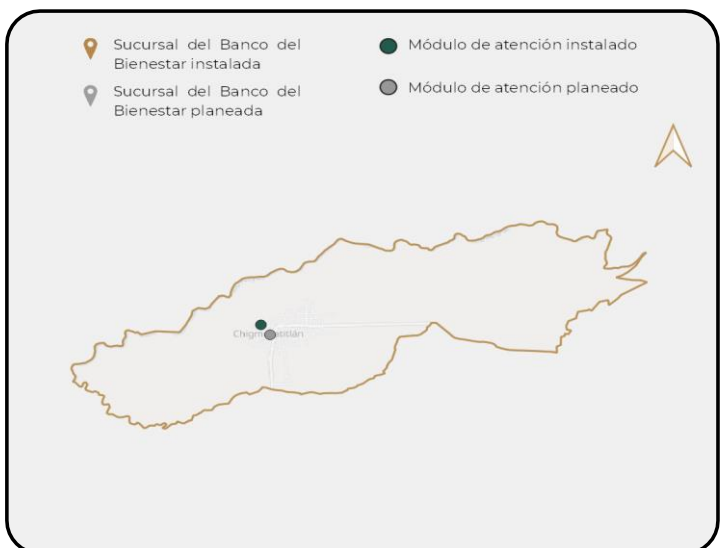 Sucursal del Banco del
Bienestar instalada
Sucursal del Banco del
Bienestar planeada
Módulo de atención instalado
Módulo de atención planeado
Chigmecatitlán